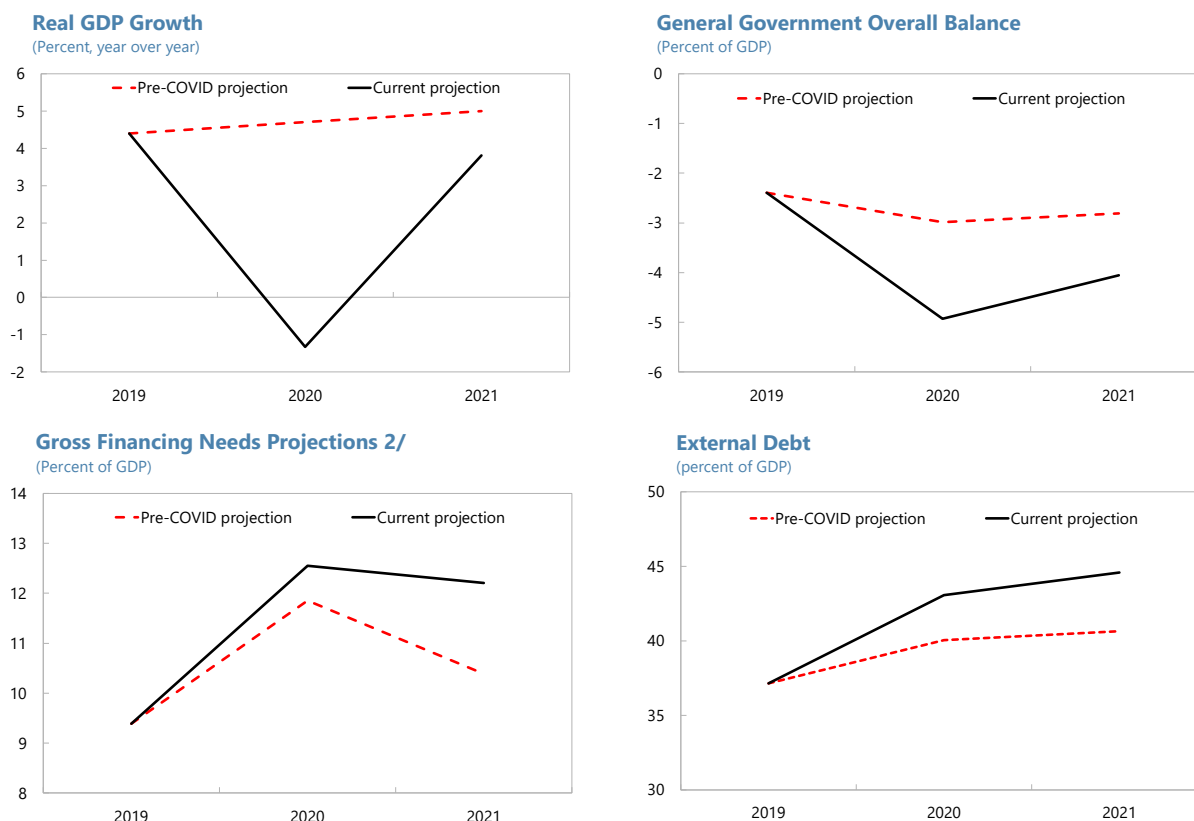 Real GDP Growth
(Percent, year over year)
6
5
4
3
2
1
0
-1
-2
Pre-COVID projection
Current projection
2019
2020
2021
General Government Overall Balance
(Percent of GDP)
0
-1
-2
-3
-4
-5
-6
Pre-COVID projection
Current projection
2019
2020
2021
Gross Financing Needs Projections 2/
(Percent of GDP)
14
13
12
11
10
9
8
Pre-COVID projection
Current projection
2019
2020
2021
External Debt
(percent of GDP)
50
45
40
35
30
Pre-COVID projection
Current projection
2019
2020
2021